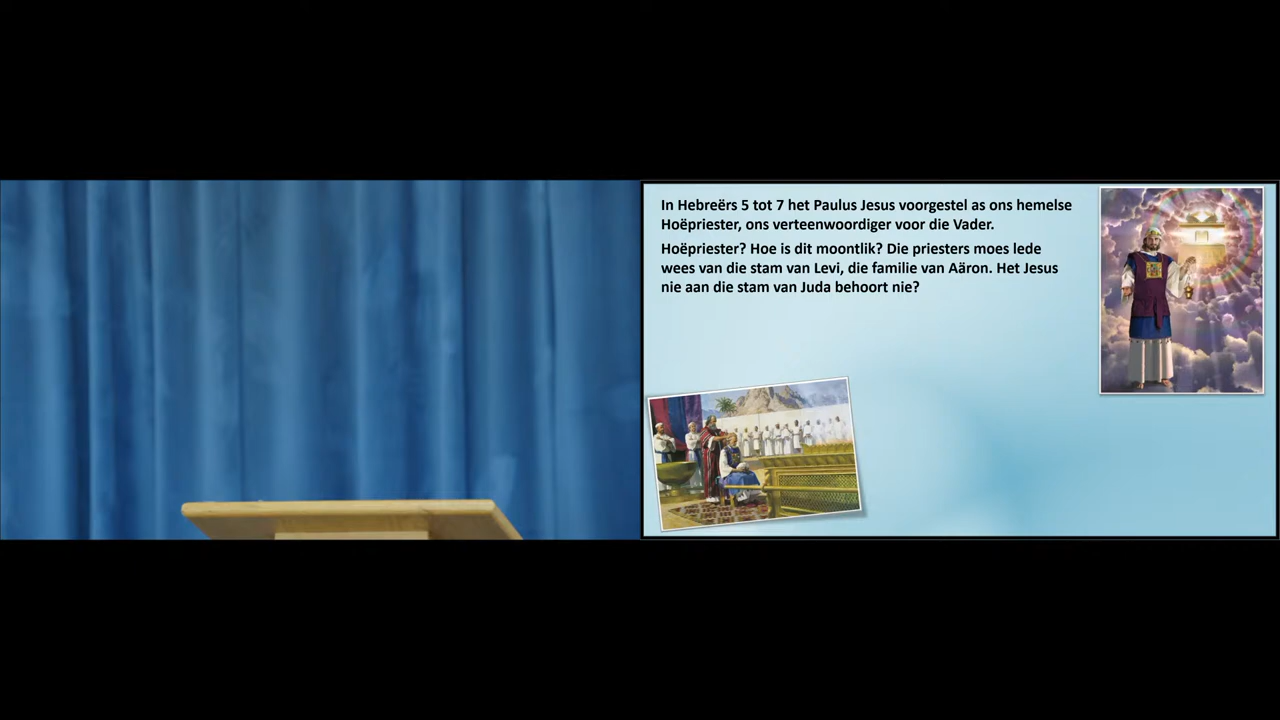 In Hebreërs 5 tot 7 het Paulus Jesus voorgestel as ons hemelse
Hoëpriester, ons verteenwoordiger voor die Vader.
Hoëpriester? Hoe is dit moontlik? Die priesters moes lede
wees van die stam van Levi, die familie van Aäron. Het Jesus
nie aan die stam van Juda behoort nie?